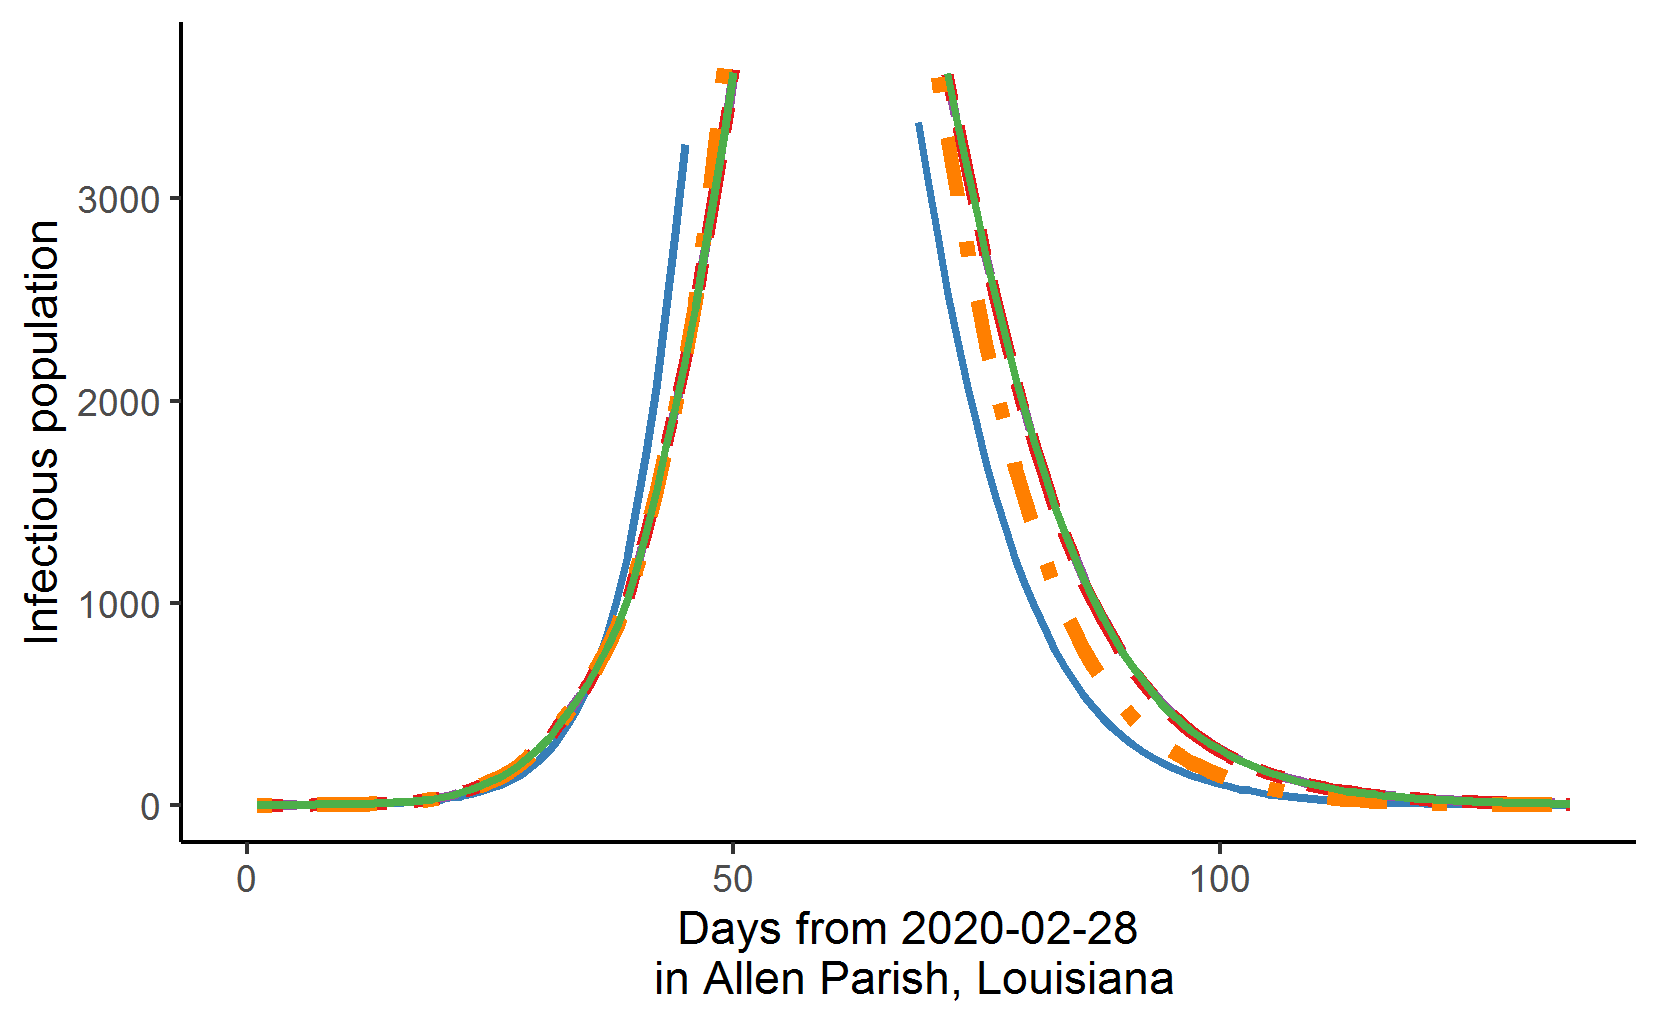 Infectious population
3000
2000
1000
0
0 50 100
Days from 2020-02-28
in Allen Parish, Louisiana